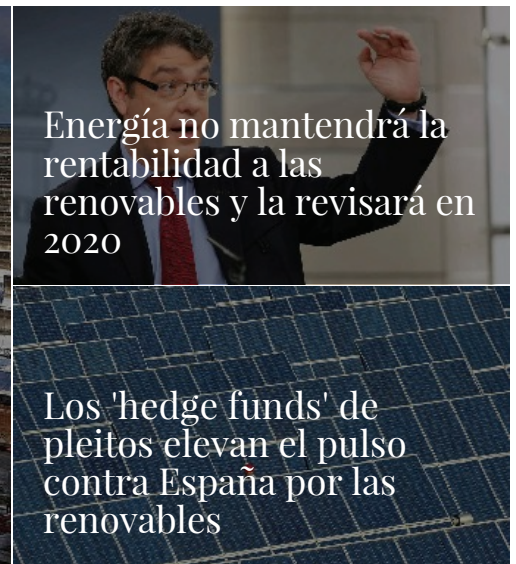 Energía no mantendrá la
rentabilidad a las
renovables y la revisará en
2020
Los 'hedge funds' de
pleitos elevan el pulso
contra España por las
renovables